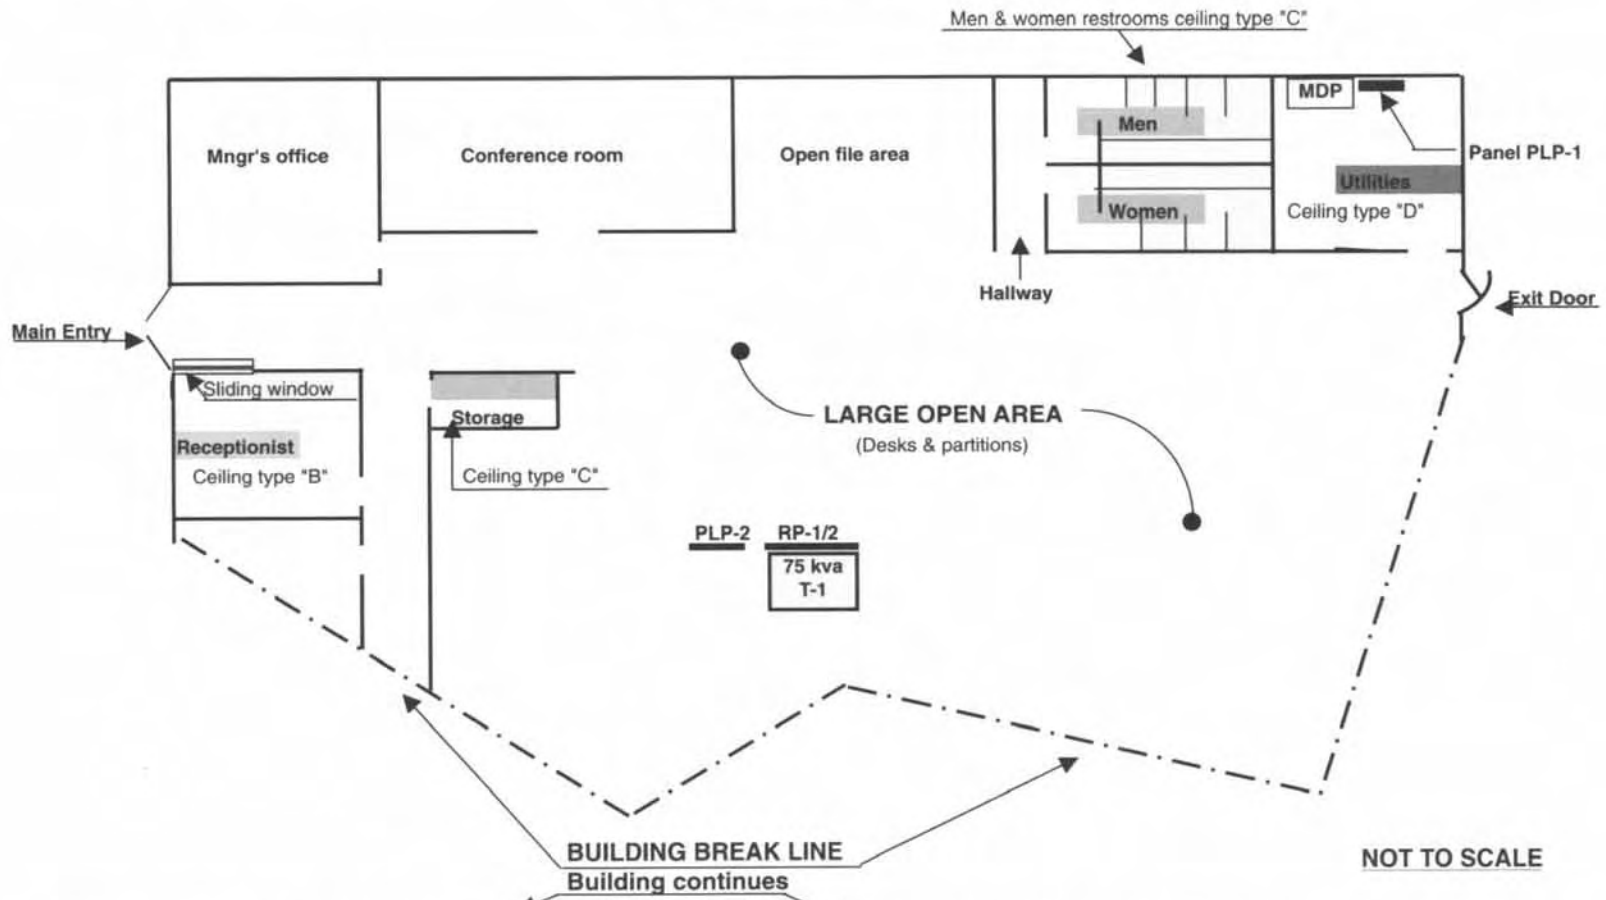 Men & women restrooms ceiling type "C"
MDP
Men
Mngr's office
Conference room
Open file area
Panel PLP-1
Utilities
Women
Ceiling type "D"
Hallway
Exit Door
Main Entry
Sliding window
LARGE OPEN AREA
(Desks & partitions)
Storage
Receptionist
Ceiling type "B"
Ceiling type "C"
PLP-2
RP-1/2
75 kva
T-1
BUILDING BREAK LINE
Building continues
NOT TO SCALE